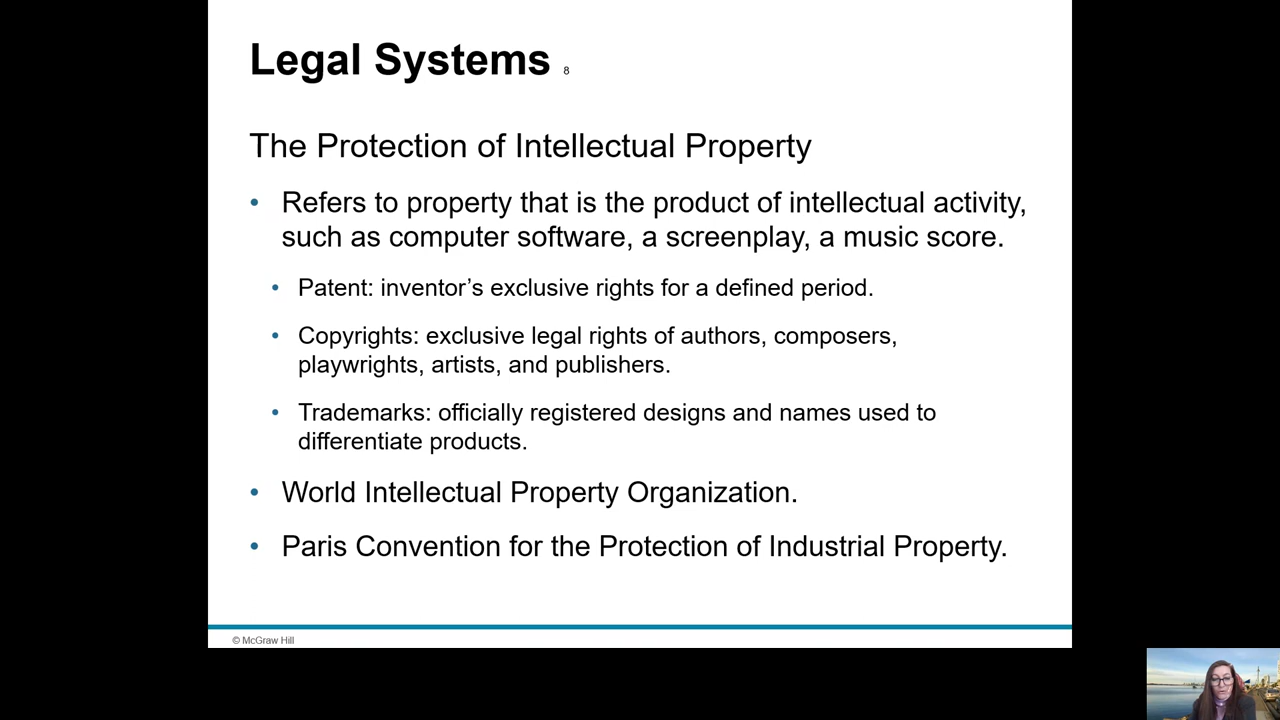 Legal Systems 8
The Protection of Intellectual Property
• Refers to property that is the product of intellectual activity,
such as computer software, a screenplay, a music score.
• Patent: inventor’s exclusive rights for a defined period.
• Copyrights: exclusive legal rights of authors, composers,
playwrights, artists, and publishers.
• Trademarks: officially registered designs and names used to
differentiate products.
• World Intellectual Property Organization.
• Paris Convention for the Protection of Industrial Property.
© McGraw Hill